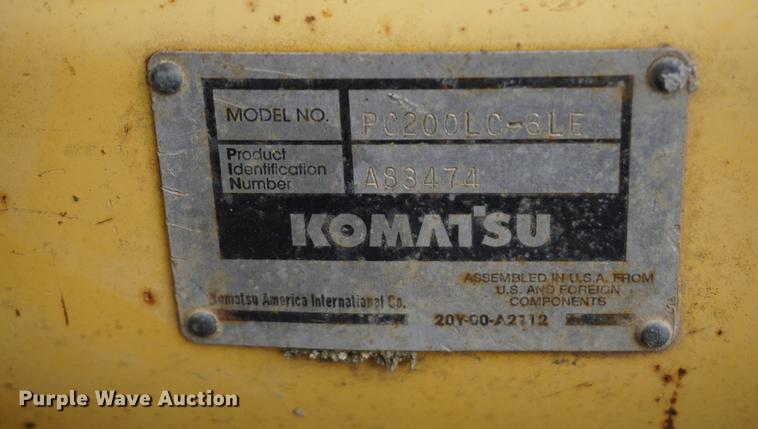 MODEL NO. PC200LC-6LE
Product
Identification
Number A83474
KOMATSU
ASSEMBLED IN U.S.A. FROM
U.S. AND FOREIGN
COMPONENTS
Komatsu America International Co.
20Y-00-A2112
Purple Wave Auction